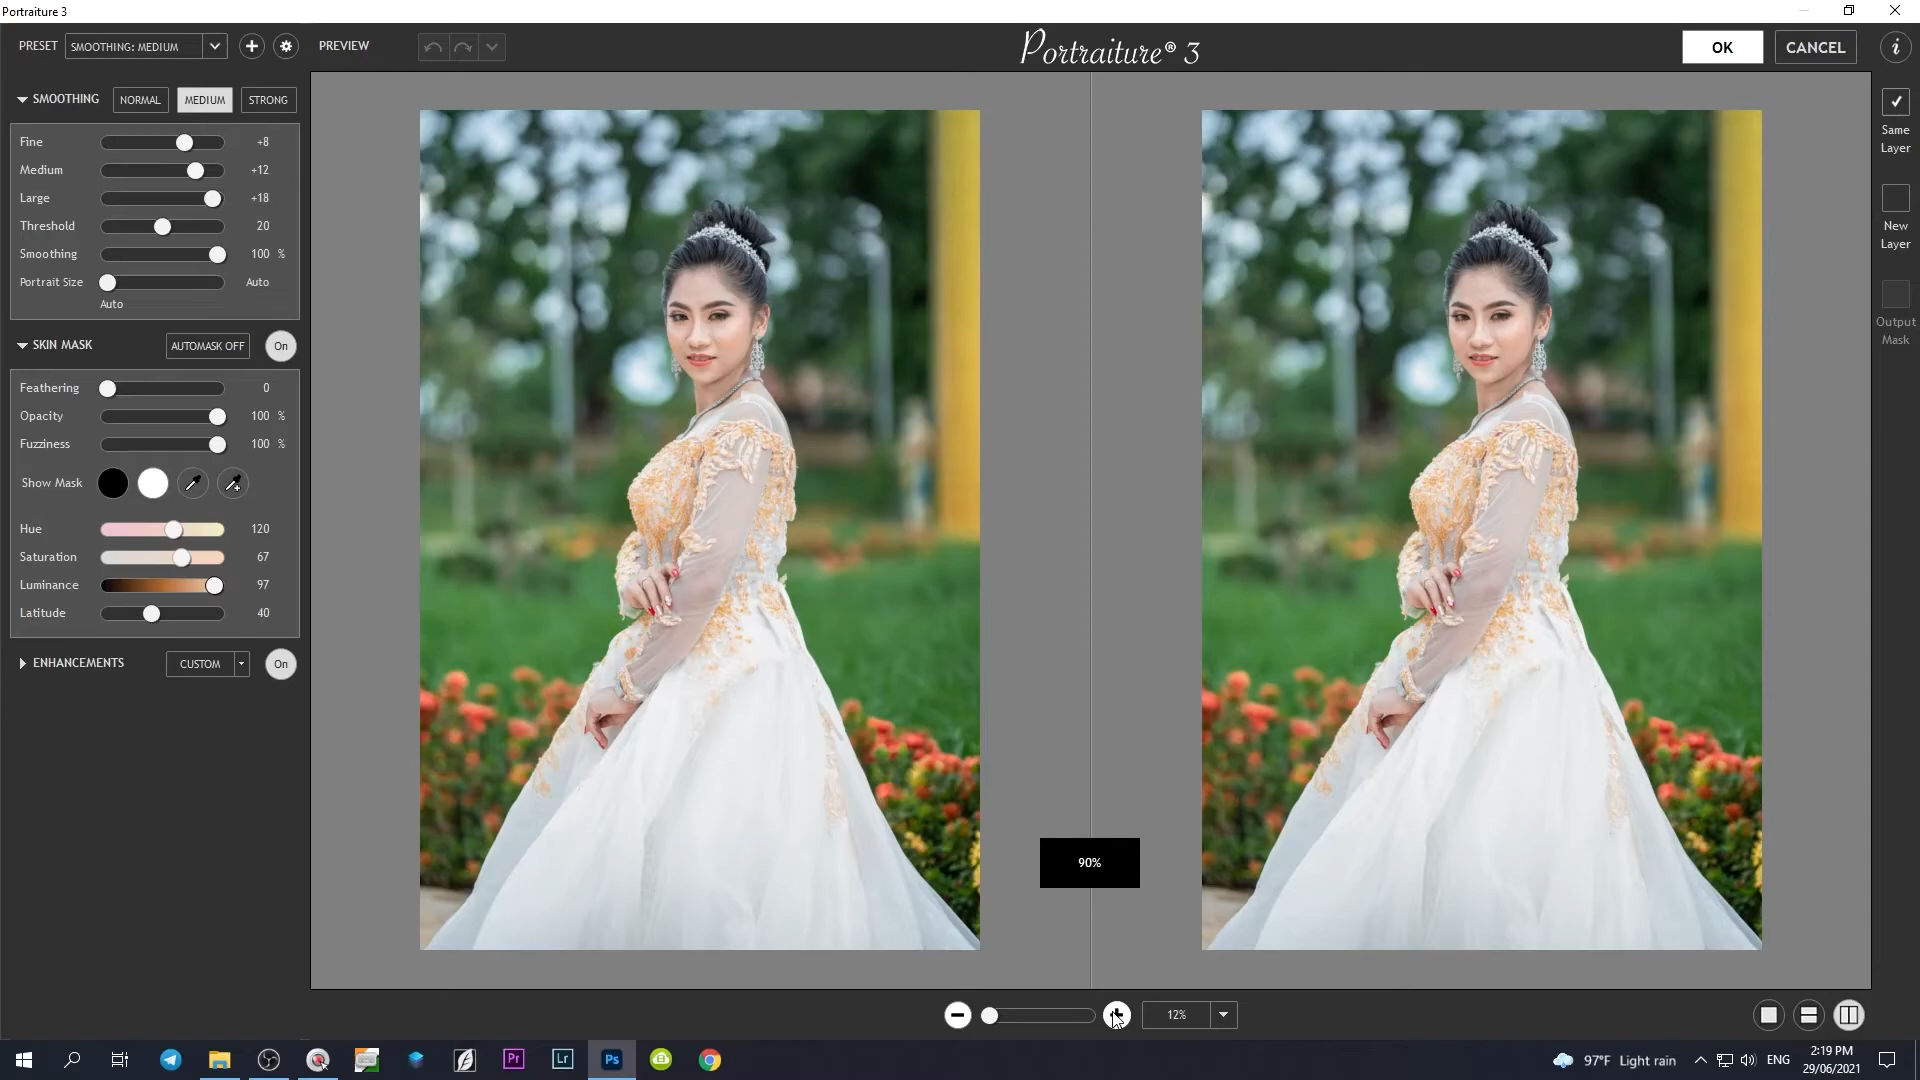 Portraiture 3
PRESET SMOOTHING: MEDIUM PREVIEW Portraiture® 3 OK CANCEL i
SMOOTHING NORMAL MEDIUM STRONG
Fine +8
Medium +12
Large +18
Threshold 20
Smoothing 100 %
Portrait Size Auto
Auto
SKIN MASK AUTOMASK OFF On
Feathering 0
Opacity 100 %
Fuzziness 100 %
Show Mask
Hue 120
Saturation 67
Luminance 97
Latitude 40
ENHANCEMENTS CUSTOM On
Same
Layer
New
Layer
Output
Mask
90%
12%
Pr Lr Ps
97°F Light rain ENG
2:19 PM
29/06/2021